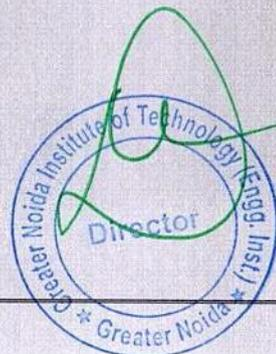 Greater Noida Institute of Technology (Engg. Inst.)
Director
★ Greater Noida ★